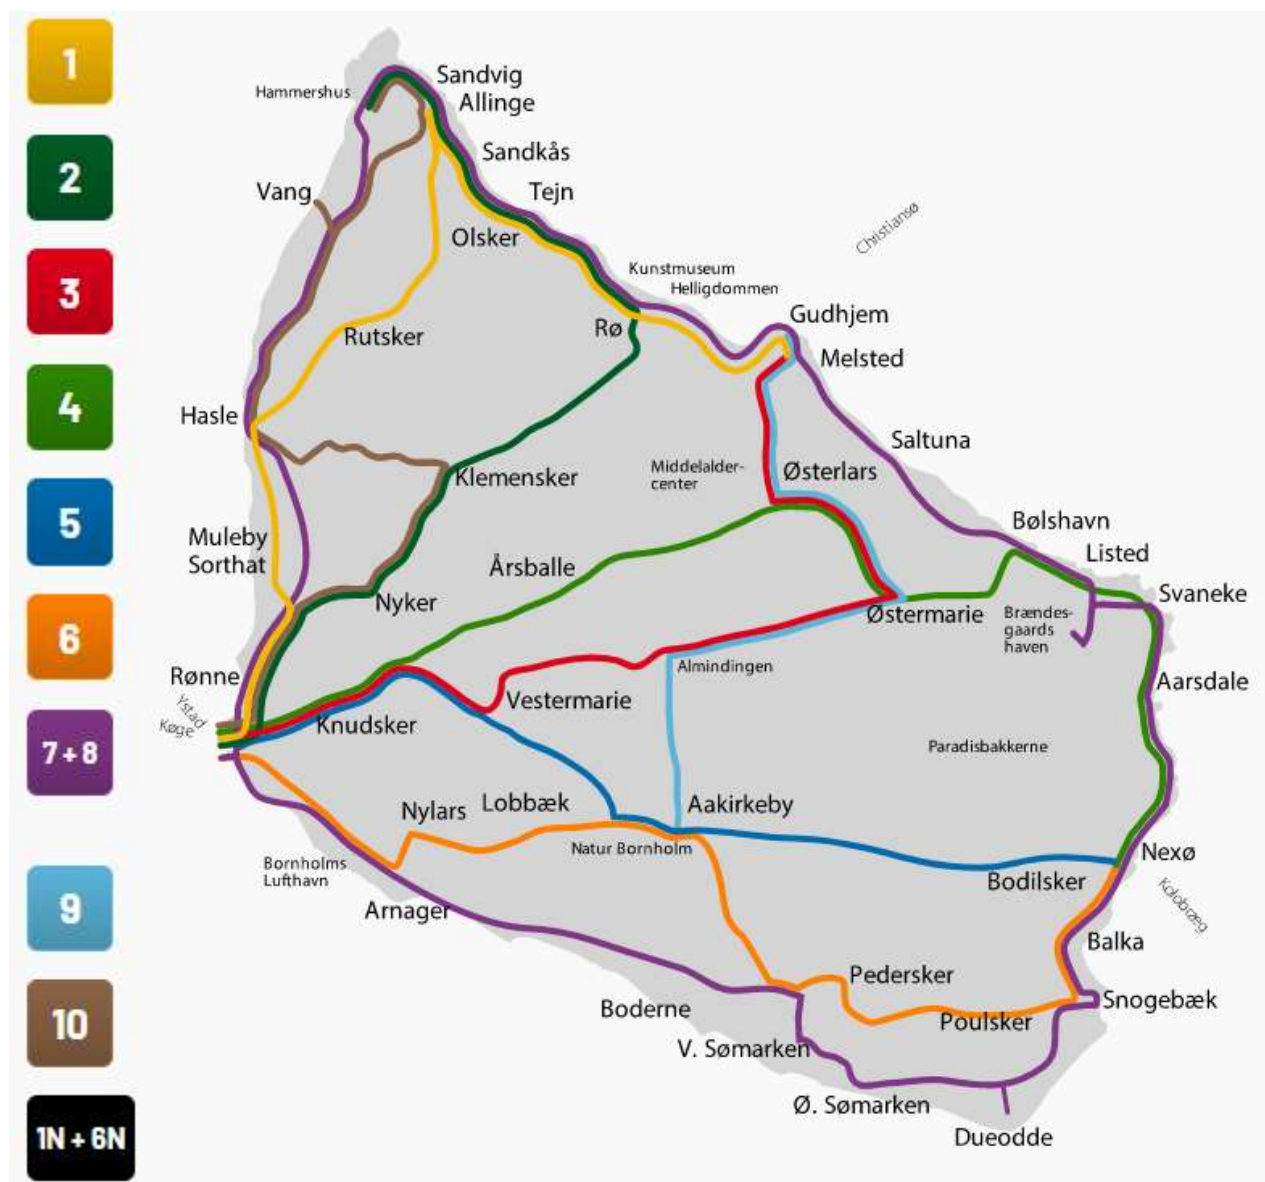 1
2
3
4
5
6
7 + 8
9
10
1N + 6N
Sandvig
Hammershus
Allinge
Sandkås
Vang
Tejn
Christiansø
Olsker
Kunstmuseum
Helligdommen
Gudhjem
Rø
Rutsker
Melsted
Hasle
Saltuna
Middelalder-
center
Østerlars
Klemensker
Bølshavn
Muleby
Sorthat
Listed
Årsballe
Svaneke
Nyker
Østermarie
Brændes-
gaards
haven
Rønne
Almindingen
Aarsdale
Ystad
Køge
Knudsker
Vestermarie
Paradisbakkerne
Nylars
Lobbæk
Aakirkeby
Natur Bornholm
Nexø
Bornholms
Lufthavn
Bodilsker
Kolobrzeg
Arnager
Balka
Pedersker
Snogebæk
Boderne
Poulsker
V. Sømarken
Ø. Sømarken
Dueodde